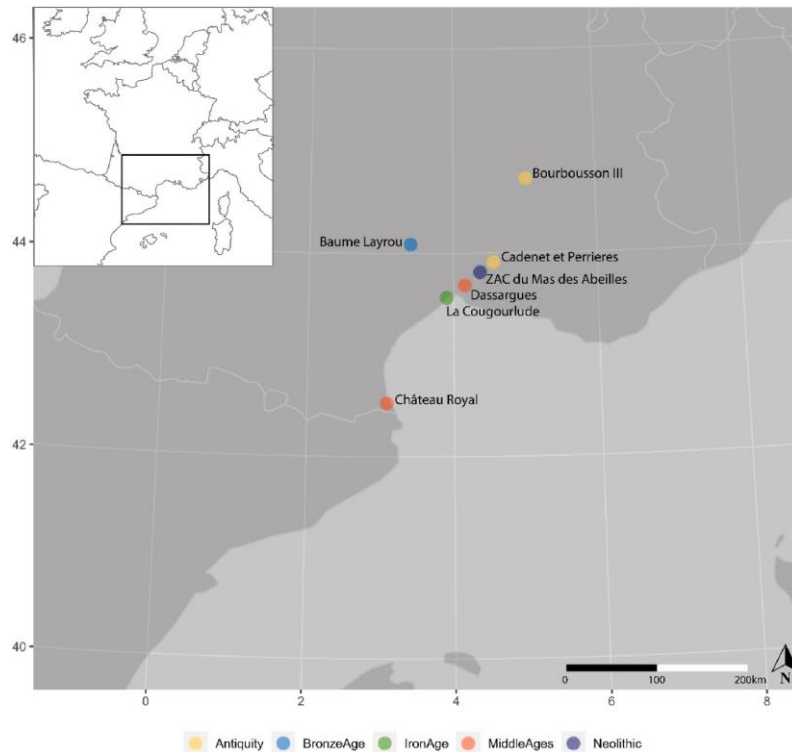 46
Bourbousson III
44
Baume Layrou
Cadenet et Perrieres
ZAC du Mas des Abeilles
Dassargues
La Cougourlude
Château Royal
42
40
0 100 200km
N
0 2 4 6 8
Antiquity BronzeAge IronAge MiddleAges Neolithic